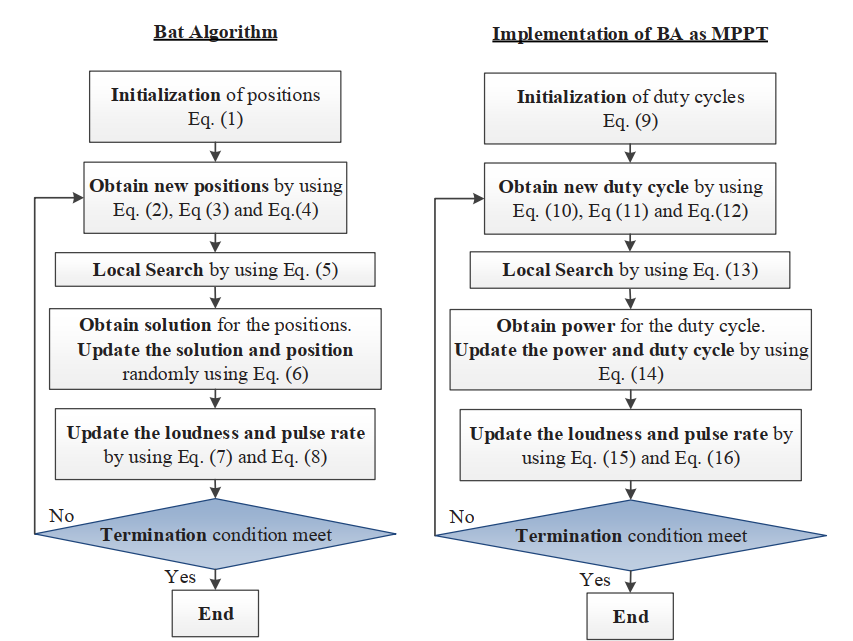 Bat Algorithm
Initialization of positions
Eq. (1)
Obtain new positions by using
Eq. (2), Eq (3) and Eq.(4)
Local Search by using Eq. (5)
Obtain solution for the positions.
Update the solution and position
randomly using Eq. (6)
Update the loudness and pulse rate
by using Eq. (7) and Eq. (8)
No
Termination condition meet
Yes
End
Implementation of BA as MPPT
Initialization of duty cycles
Eq. (9)
Obtain new duty cycle by using
Eq. (10), Eq (11) and Eq.(12)
Local Search by using Eq. (13)
Obtain power for the duty cycle.
Update the power and duty cycle by using
Eq. (14)
Update the loudness and pulse rate by
using Eq. (15) and Eq. (16)
No
Termination condition meet
Yes
End